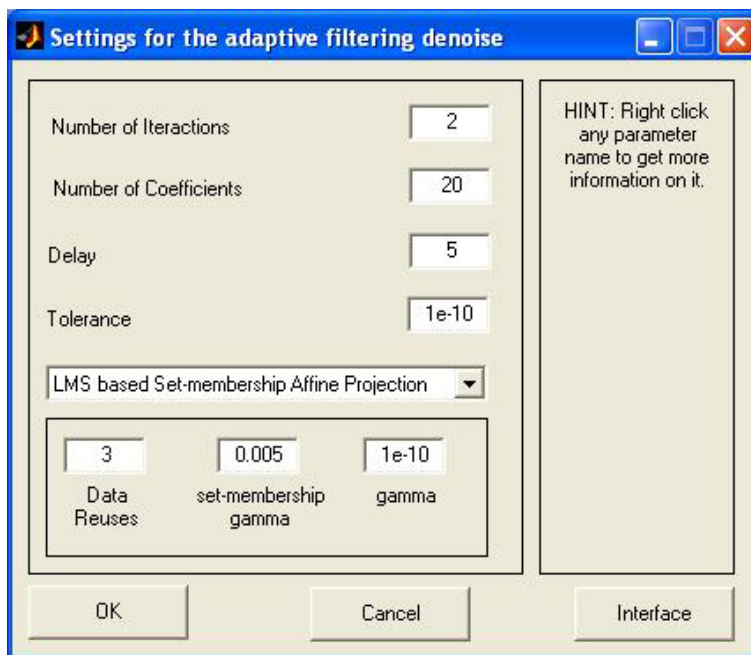 Settings for the adaptive filtering denoise
Number of Iteractions
2
Number of Coefficients
20
Delay
5
Tolerance
1e-10
LMS based Set-membership Affine Projection
3
0.005
1e-10
Data
Reuses
set-membership
gamma
gamma
HINT: Right click
any parameter
name to get more
information on it.
OK
Cancel
Interface